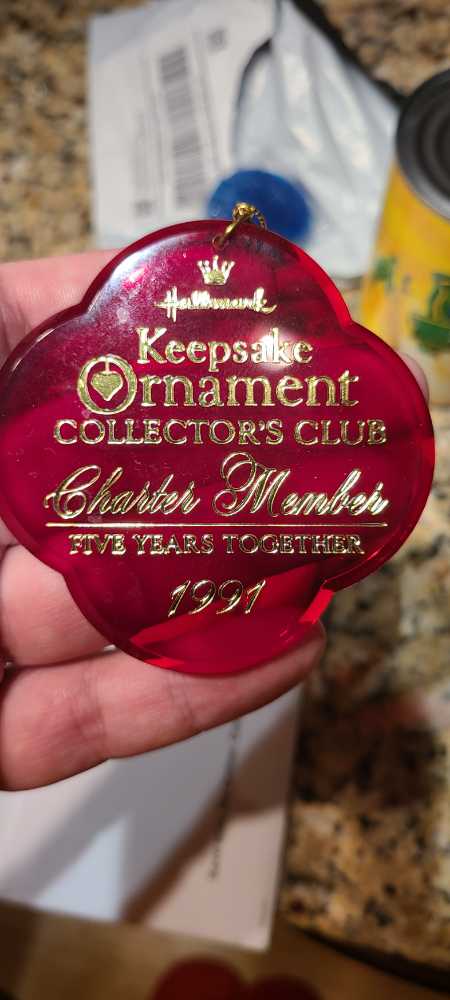 Hallmark
Keepsake
Ornament
COLLECTOR'S CLUB
Charter Member
FIVE YEARS TOGETHER
1991